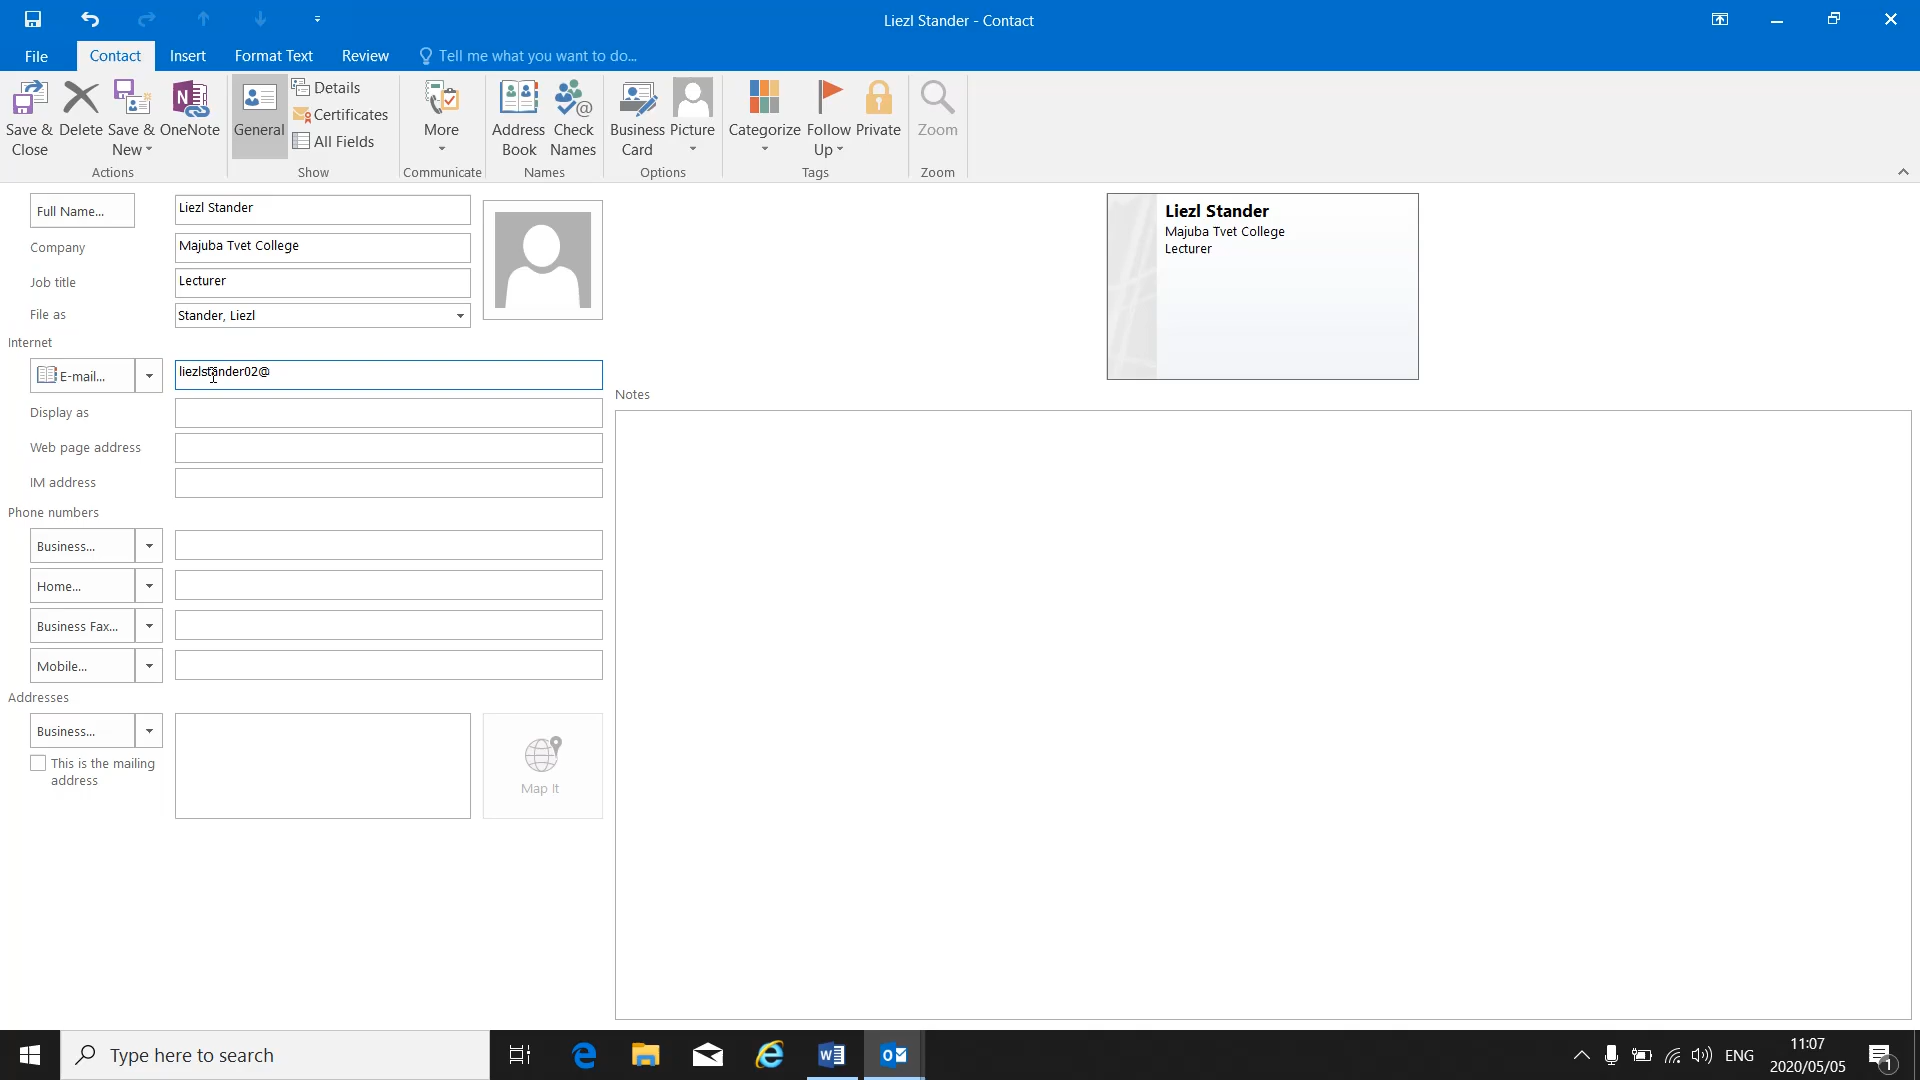 Liezl Stander - Contact
File Contact Insert Format Text Review Tell me what you want to do...
Save & Close
Delete
Save & New
OneNote
General
Details
Certificates
All Fields
More
Address Book
Check Names
Business Card
Picture
Categorize
Follow Up
Private
Zoom
Actions Show Communicate Names Options Tags Zoom
Full Name... Liezl Stander
Company Majuba Tvet College
Job title Lecturer
File as Stander, Liezl
Internet
E-mail... liezlstander02@
Display as
Web page address
IM address
Phone numbers
Business...
Home...
Business Fax...
Mobile...
Addresses
Business...
This is the mailing
address
Map It
Liezl Stander
Majuba Tvet College
Lecturer
Notes
Type here to search
ENG
11:07
2020/05/05
1